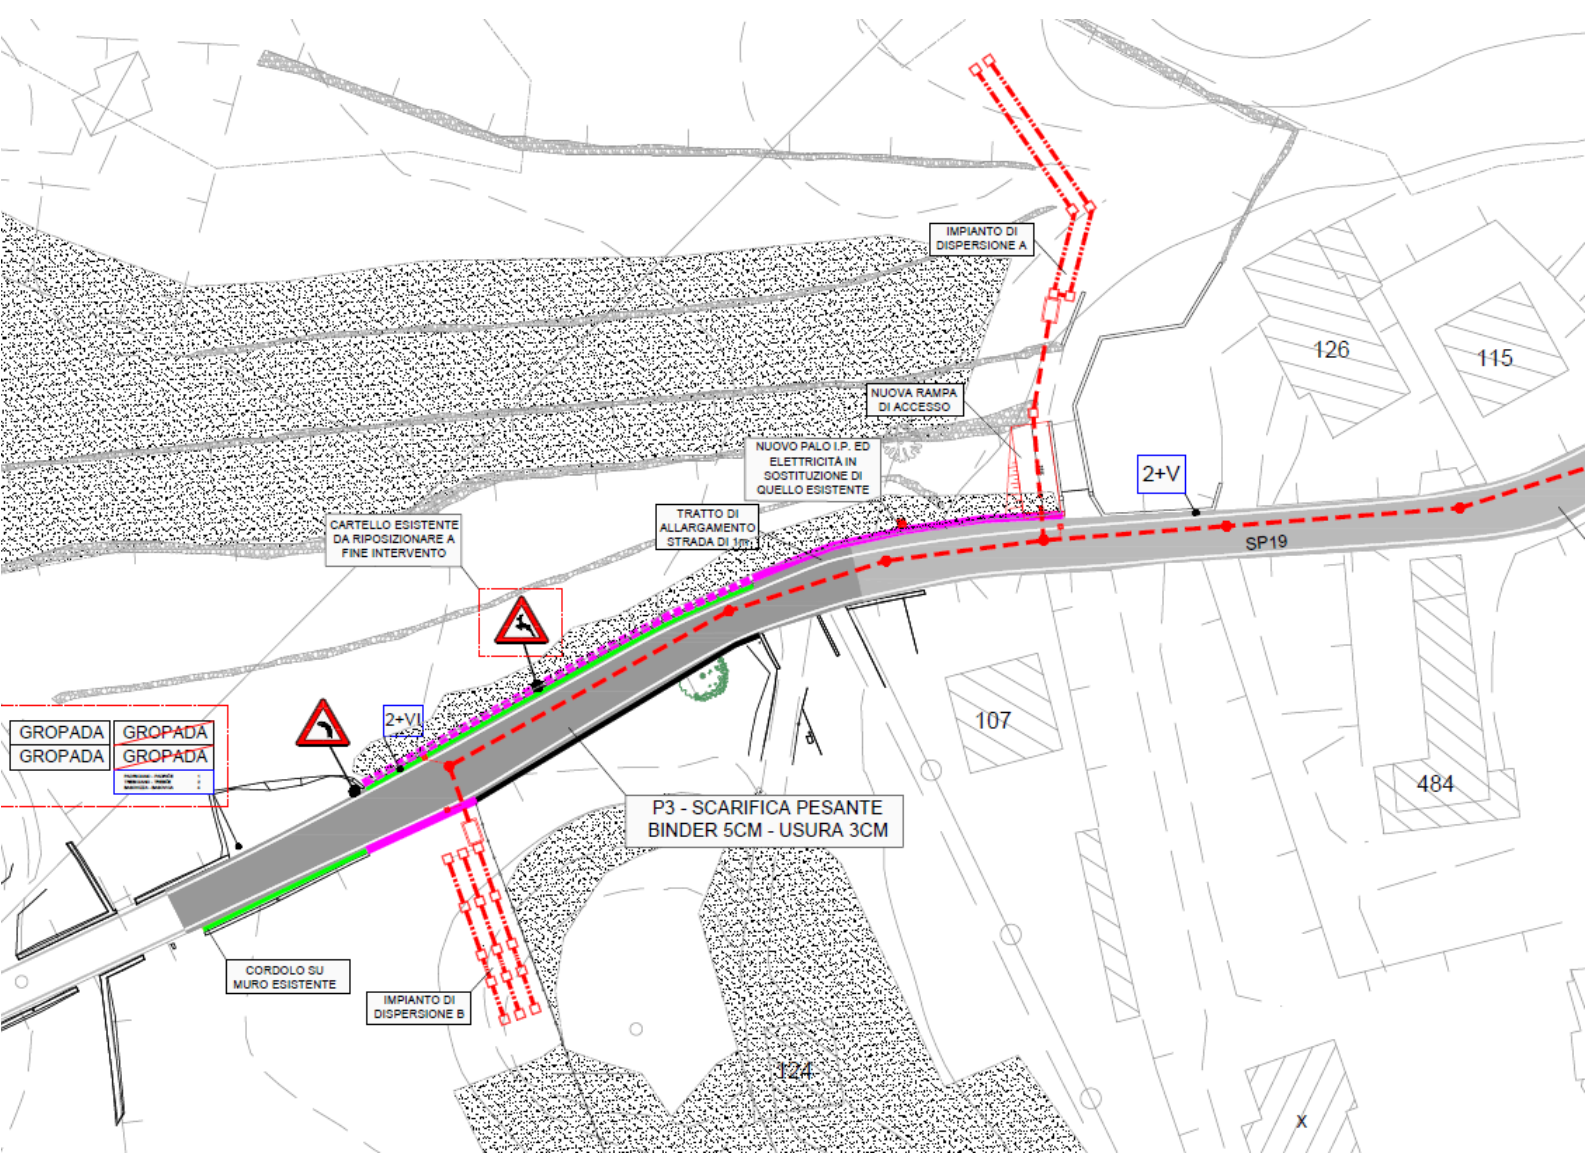 IMPIANTO DI
DISPERSIONE A
126
115
NUOVA RAMPA
DI ACCESSO
NUOVO PALO I.P. ED
ELETTRICITÀ IN
SOSTITUZIONE DI
QUELLO ESISTENTE
2+V
TRATTO DI
ALLARGAMENTO
STRADA DI 1m
CARTELLO ESISTENTE
DA RIPOSIZIONARE A
FINE INTERVENTO
SP19
2+VL
GROPADA
GROPADA
GROPADA
GROPADA
107
484
P3 - SCARIFICA PESANTE
BINDER 5CM - USURA 3CM
CORDOLO SU
MURO ESISTENTE
IMPIANTO DI
DISPERSIONE B
124
X